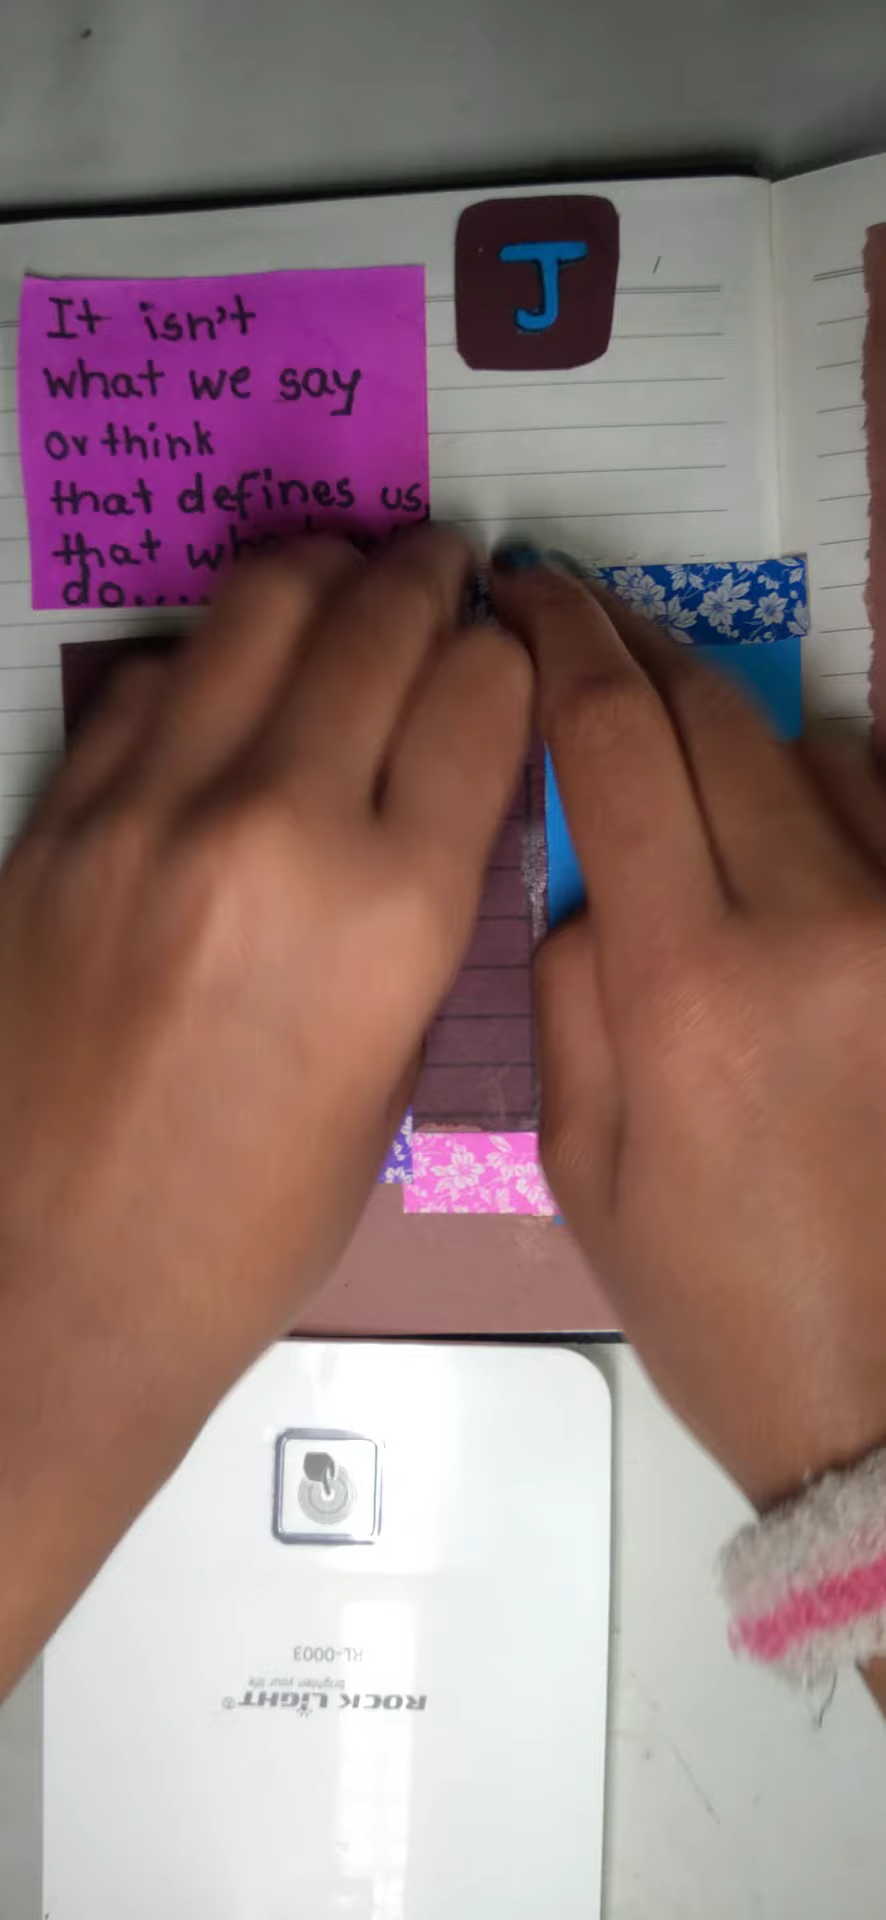 It isn't
what we say
or think
that defines us,
that
do....
J
RL-0003
brighten your life
ROCK LiGHT®